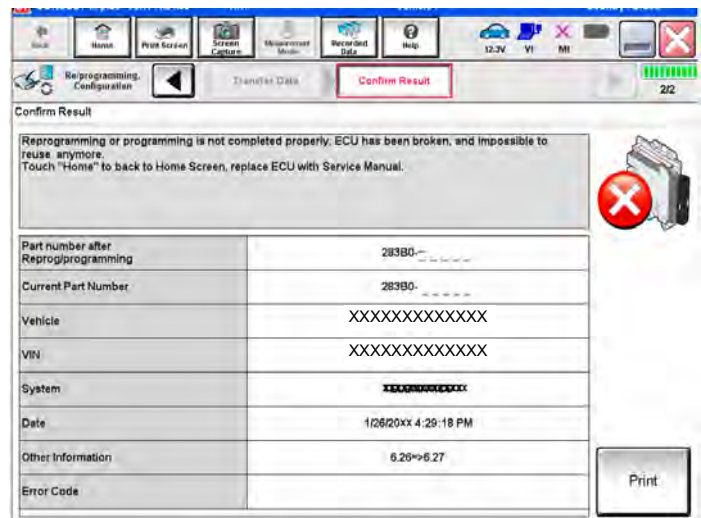 Back
Home
Print Screen
Screen
Capture
Measurement
Mode
Recorded
Data
Help
12.3V
VI
MI
Re/programming,
Configuration
Transfer Data
Confirm Result
2/2
Confirm Result
Reprogramming or programming is not completed properly. ECU has been broken, and impossible to
reuse anymore.
Touch "Home" to back to Home Screen, replace ECU with Service Manual.
Part number after
Reprog/programming
283B0-_ _ _ _ _
Current Part Number
283B0-_ _ _ _ _
Vehicle
XXXXXXXXXXXXX
VIN
XXXXXXXXXXXXX
System
Date
1/26/20xx 4:29:18 PM
Other Information
6.26=>6.27
Error Code
Print